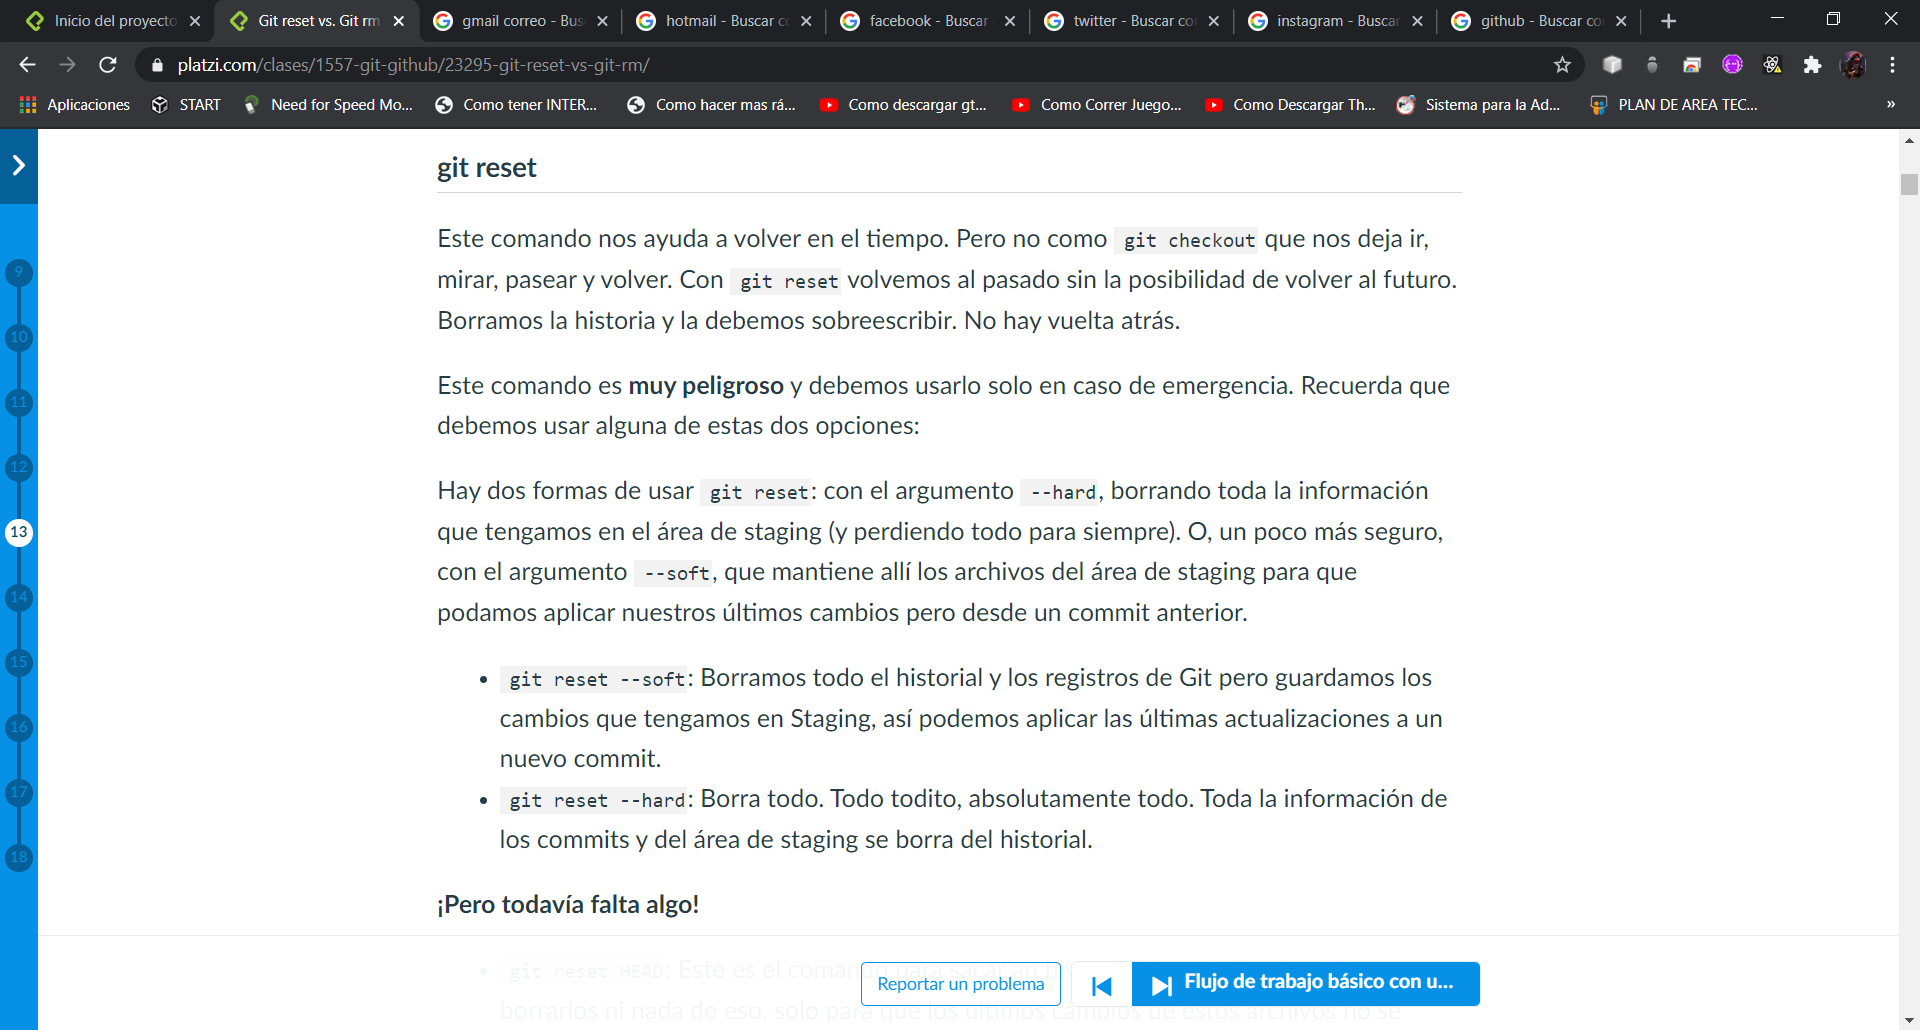 Inicio del proyecto
Git reset vs. Git rm
gmail correo - Bus
hotmail - Buscar co
facebook - Buscar
twitter - Buscar co
instagram - Buscar
github - Buscar co
platzi.com/clases/1557-git-github/23295-git-reset-vs-git-rm/
Aplicaciones
START
Need for Speed Mo...
Como tener INTER...
Como hacer mas rá...
Como descargar gt...
Como Correr Juego...
Como Descargar Th...
Sistema para la Ad...
PLAN DE AREA TEC...
»
git reset
Este comando nos ayuda a volver en el tiempo. Pero no como git checkout que nos deja ir,
mirar, pasear y volver. Con git reset volvemos al pasado sin la posibilidad de volver al futuro.
Borramos la historia y la debemos sobreescribir. No hay vuelta atrás.
Este comando es muy peligroso y debemos usarlo solo en caso de emergencia. Recuerda que
debemos usar alguna de estas dos opciones:
Hay dos formas de usar git reset: con el argumento --hard, borrando toda la información
que tengamos en el área de staging (y perdiendo todo para siempre). O, un poco más seguro,
con el argumento --soft, que mantiene allí los archivos del área de staging para que
podamos aplicar nuestros últimos cambios pero desde un commit anterior.
• git reset --soft: Borramos todo el historial y los registros de Git pero guardamos los
cambios que tengamos en Staging, así podemos aplicar las últimas actualizaciones a un
nuevo commit.
• git reset --hard: Borra todo. Todo todito, absolutamente todo. Toda la información de
los commits y del área de staging se borra del historial.
¡Pero todavía falta algo!
• git reset HEAD: Este es el comando para sacar arch
borrarlos ni nada de eso, solo para que los últimos cambios de estos archivos no se
Reportar un problema
Flujo de trabajo básico con u...
9
10
11
12
13
14
15
16
17
18